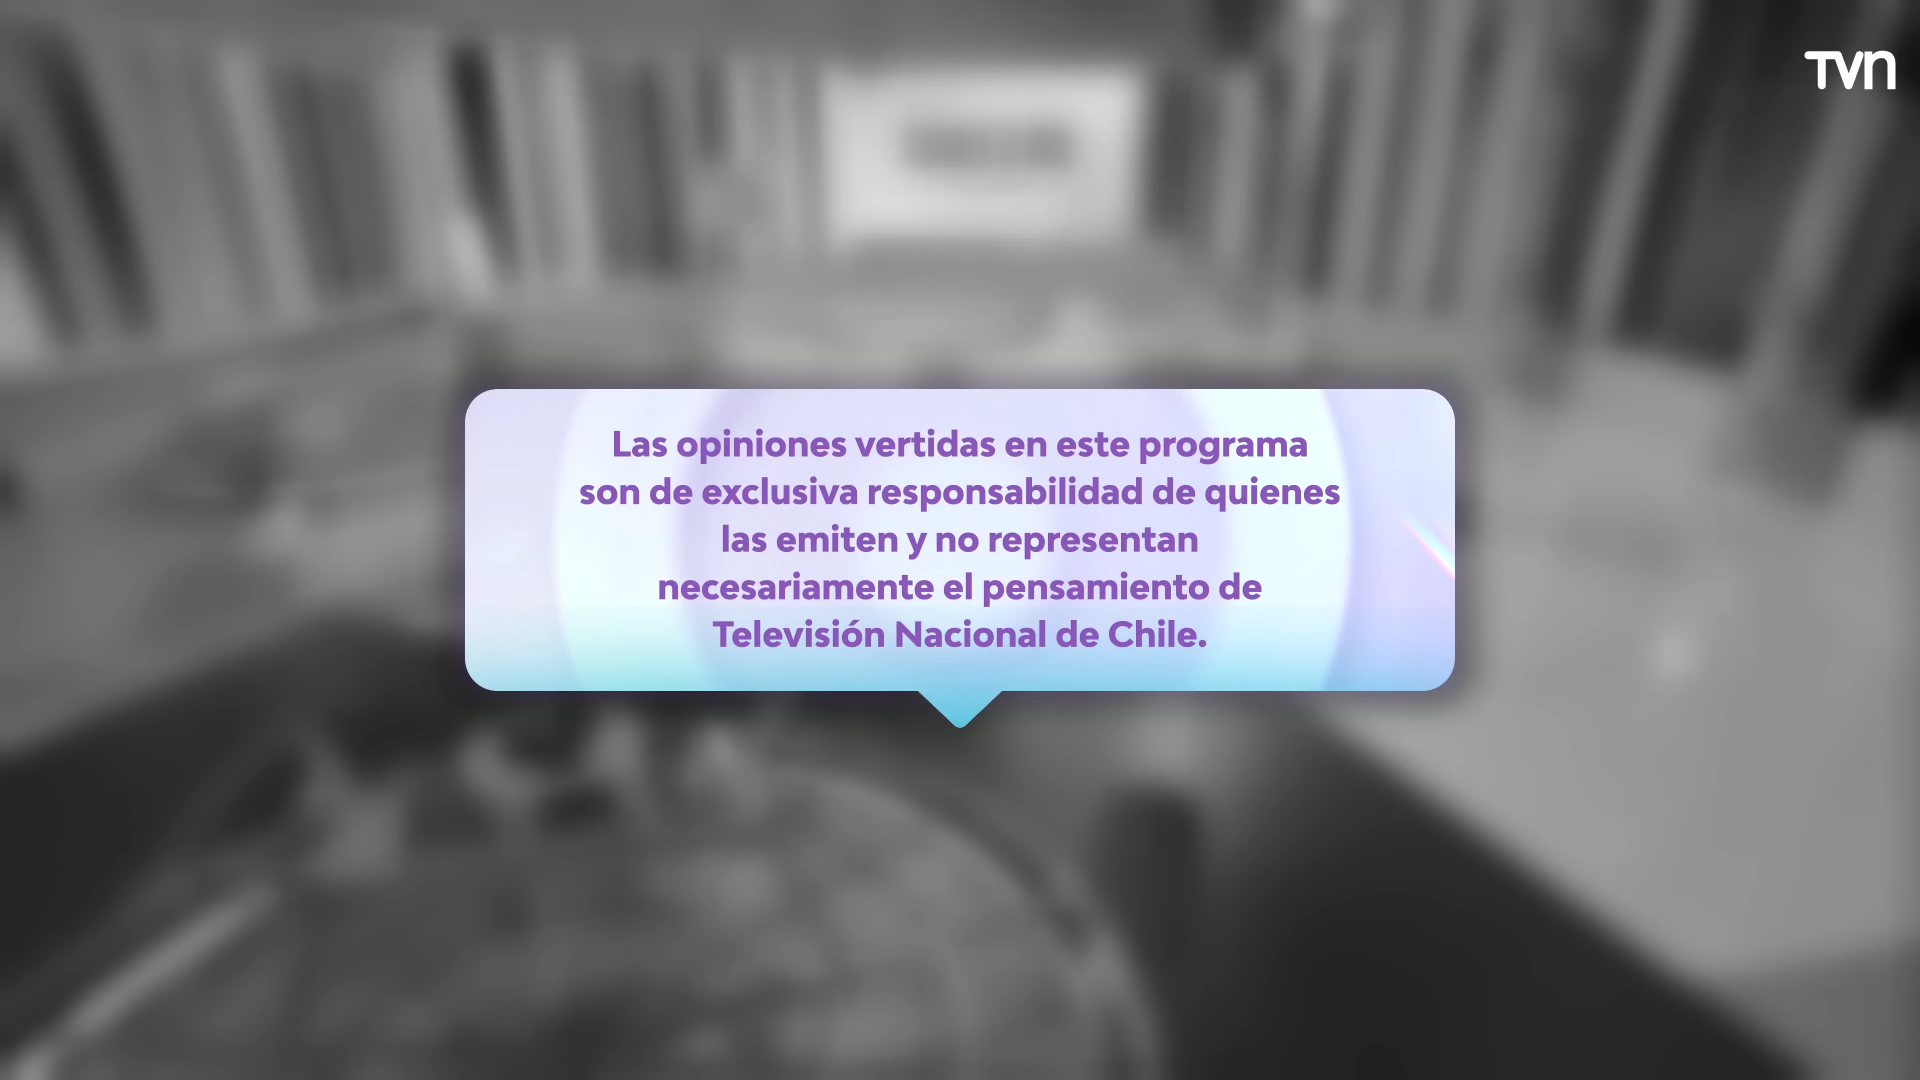 TVN
Las opiniones vertidas en este programa
son de exclusiva responsabilidad de quienes
las emiten y no representan
necesariamente el pensamiento de
Televisión Nacional de Chile.